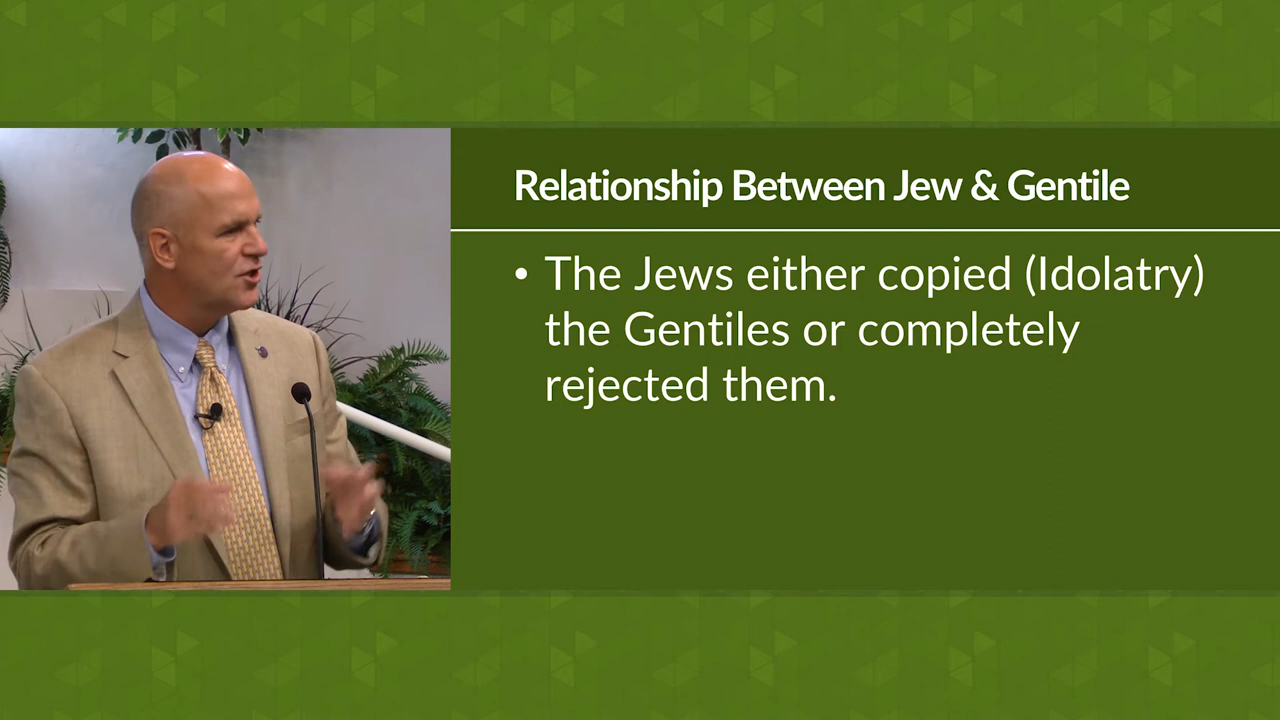 Relationship Between Jew & Gentile
• The Jews either copied (Idolatry)
the Gentiles or completely
rejected them.